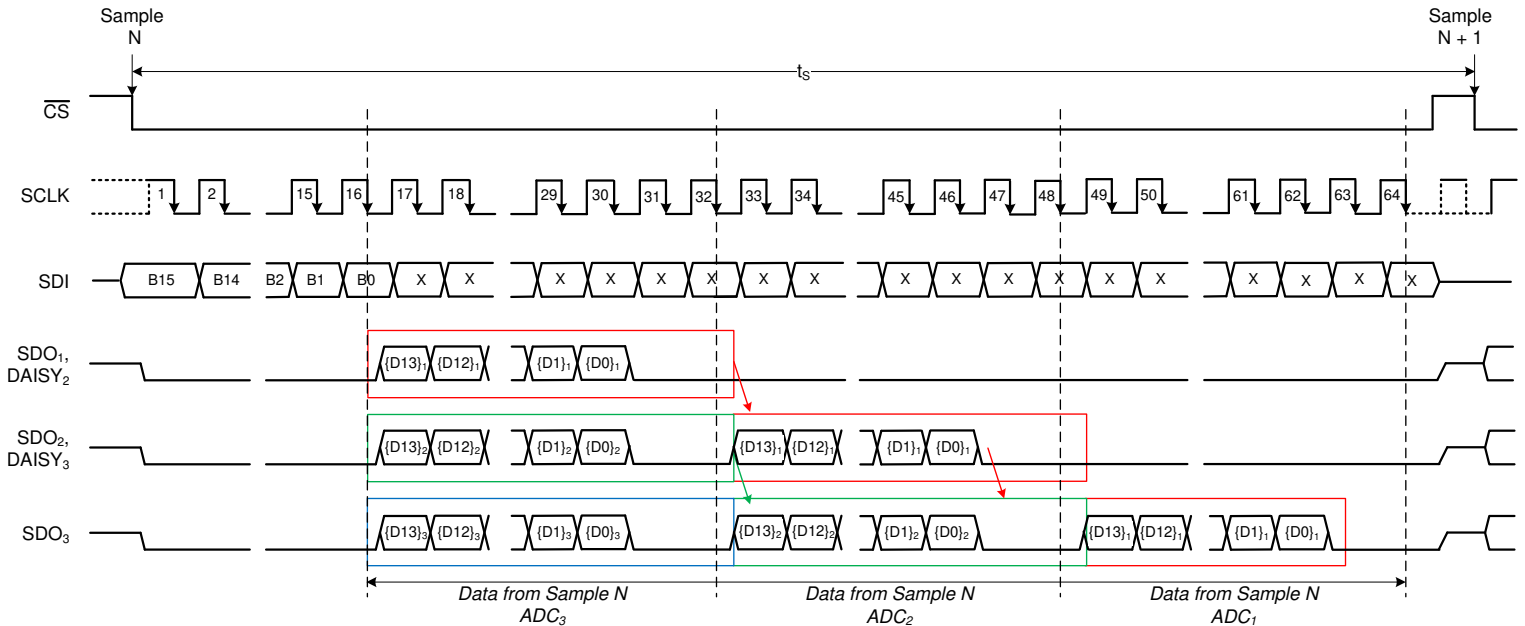 Sample
N
Sample
N + 1
tS
CS
SCLK
1 2 15 16 17 18 29 30 31 32 33 34 45 46 47 48 49 50 61 62 63 64
SDI
B15 B14 B2 B1 B0 X X X X X X X X X X X X X X X X X X
SDO1,
DAISY2
{D13}1 {D12}1 {D1}1 {D0}1
SDO2,
DAISY3
{D13}2 {D12}2 {D1}2 {D0}2 {D13}1 {D12}1 {D1}1 {D0}1
SDO3
{D13}3 {D12}3 {D1}3 {D0}3 {D13}2 {D12}2 {D1}2 {D0}2 {D13}1 {D12}1 {D1}1 {D0}1
Data from Sample N
ADC3
Data from Sample N
ADC2
Data from Sample N
ADC1